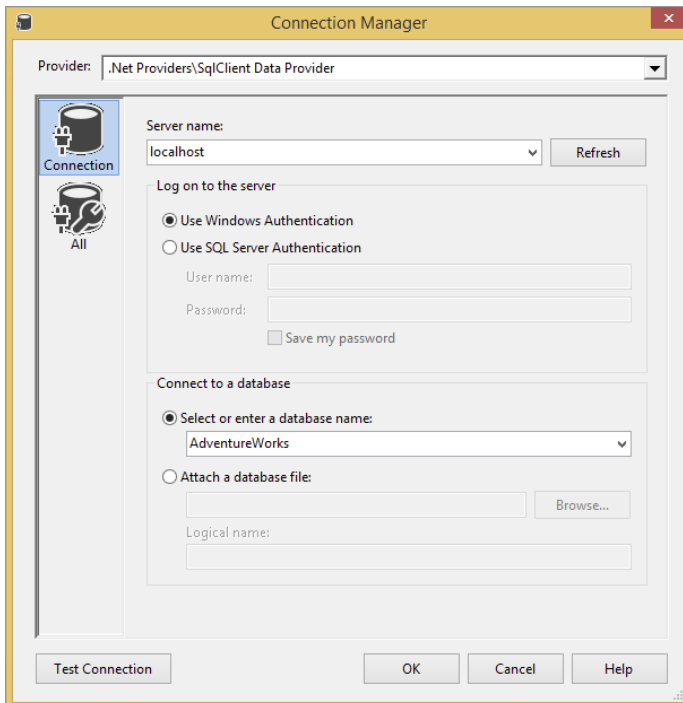 Connection Manager
Provider: .Net Providers\SqlClient Data Provider
Connection
All
Server name:
localhost
Refresh
Log on to the server
Use Windows Authentication
Use SQL Server Authentication
User name:
Password:
Save my password
Connect to a database
Select or enter a database name:
AdventureWorks
Attach a database file:
Browse...
Logical name:
Test Connection
OK
Cancel
Help